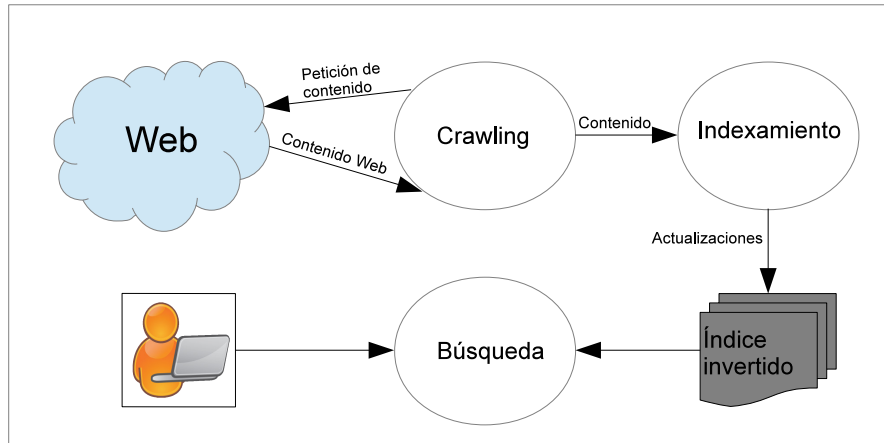 Petición de
contenido
Web
Contenido Web
Crawling
Contenido
Indexamiento
Actualizaciones
Búsqueda
Índice
invertido